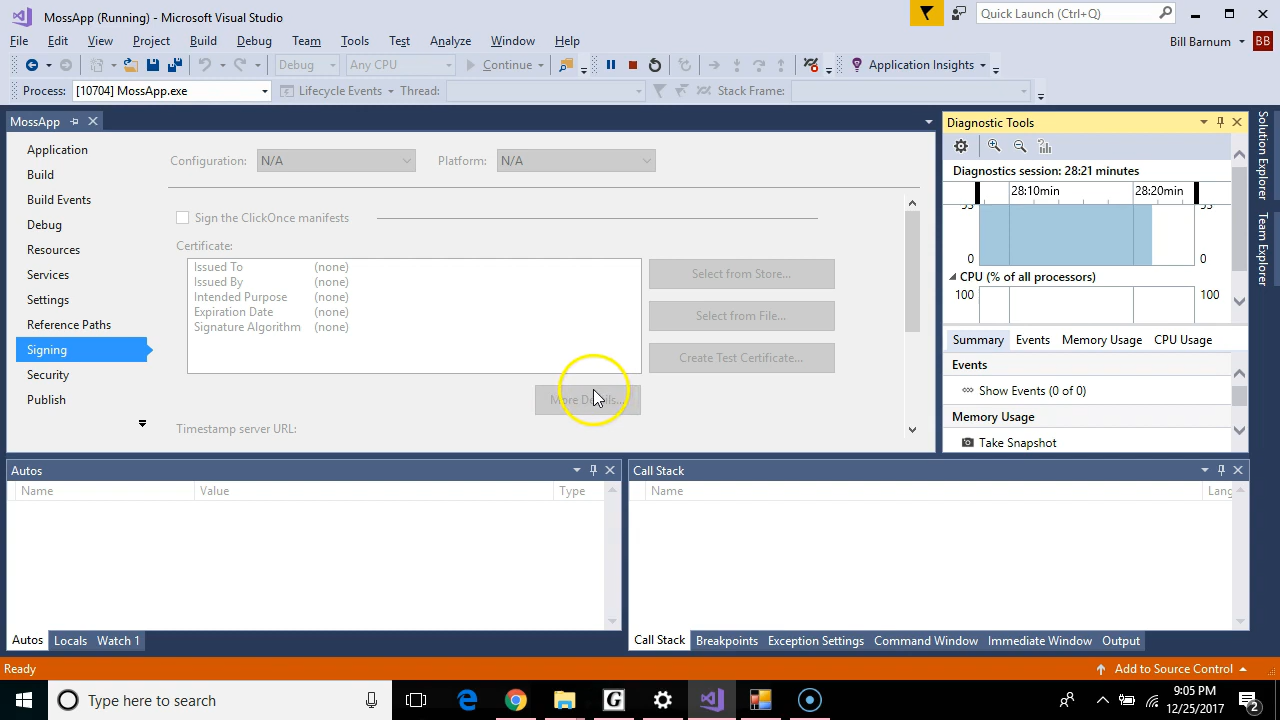 MossApp (Running) - Microsoft Visual Studio
Quick Launch (Ctrl+Q)
File Edit View Project Build Debug Team Tools Test Analyze Window Help
Bill Barnum BB
Debug Any CPU Continue Application Insights
Process: [10704] MossApp.exe Lifecycle Events Thread: Stack Frame:
MossApp
Application
Build
Build Events
Debug
Resources
Services
Settings
Reference Paths
Signing
Security
Publish
Configuration: N/A Platform: N/A
Sign the ClickOnce manifests
Certificate:
Issued To (none)
Issued By (none)
Intended Purpose (none)
Expiration Date (none)
Signature Algorithm (none)
Select from Store...
Select from File...
Create Test Certificate...
More Details...
Timestamp server URL:
Diagnostic Tools
Diagnostics session: 28:21 minutes
28:10min 28:20min
0 0
CPU (% of all processors)
100 100
Summary Events Memory Usage CPU Usage
Events
Show Events (0 of 0)
Memory Usage
Take Snapshot
Solution Explorer
Team Explorer
Autos
Name Value Type
Autos Locals Watch 1
Call Stack
Name Lang
Call Stack Breakpoints Exception Settings Command Window Immediate Window Output
Ready
Add to Source Control
Type here to search
G
9:05 PM
12/25/2017
2